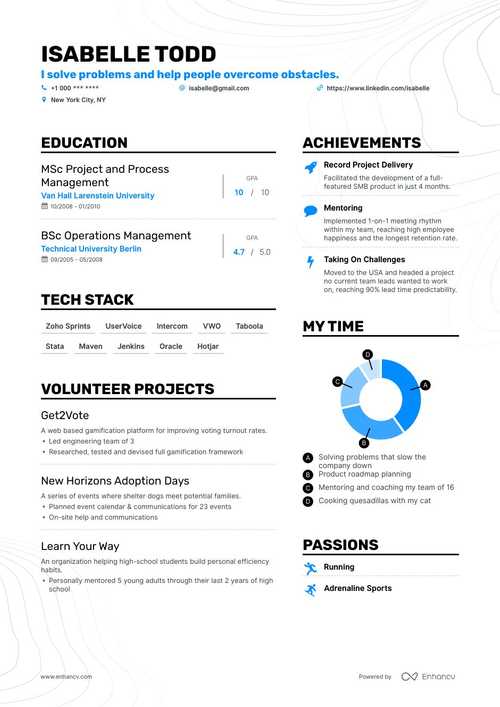 ISABELLE TODD
I solve problems and help people overcome obstacles.
+1 000 *** ****
isabelle@gmail.com
https://www.linkedin.com/isabelle
New York City, NY
EDUCATION
MSc Project and Process
Management
Van Hall Larenstein University
10/2008 - 01/2010
GPA
10 / 10
BSc Operations Management
Technical University Berlin
09/2005 - 05/2008
GPA
4.7 / 5.0
TECH STACK
Zoho Sprints UserVoice Intercom VWO Taboola
Stata Maven Jenkins Oracle Hotjar
VOLUNTEER PROJECTS
Get2Vote
A web based gamification platform for improving voting turnout rates.
• Led engineering team of 3
• Researched, tested and devised full gamification framework
New Horizons Adoption Days
A series of events where shelter dogs meet potential families.
• Planned event calendar & communications for 23 events
• On-site help and communications
Learn Your Way
An organization helping high-school students build personal efficiency
habits.
• Personally mentored 5 young adults through their last 2 years of high
school
ACHIEVEMENTS
Record Project Delivery
Facilitated the development of a full-
featured SMB product in just 4 months.
Mentoring
Implemented 1-on-1 meeting rhythm
within my team, reaching high employee
happiness and the longest retention rate.
Taking On Challenges
Moved to the USA and headed a project
no current team leads wanted to work
on, reaching 90% lead time predictability.
MY TIME
D
A
C
B
A Solving problems that slow the
company down
B Product roadmap planning
C Mentoring and coaching my team of 16
D Cooking quesadillas with my cat
PASSIONS
Running
Adrenaline Sports
www.enhancv.com
Powered by Enhancv